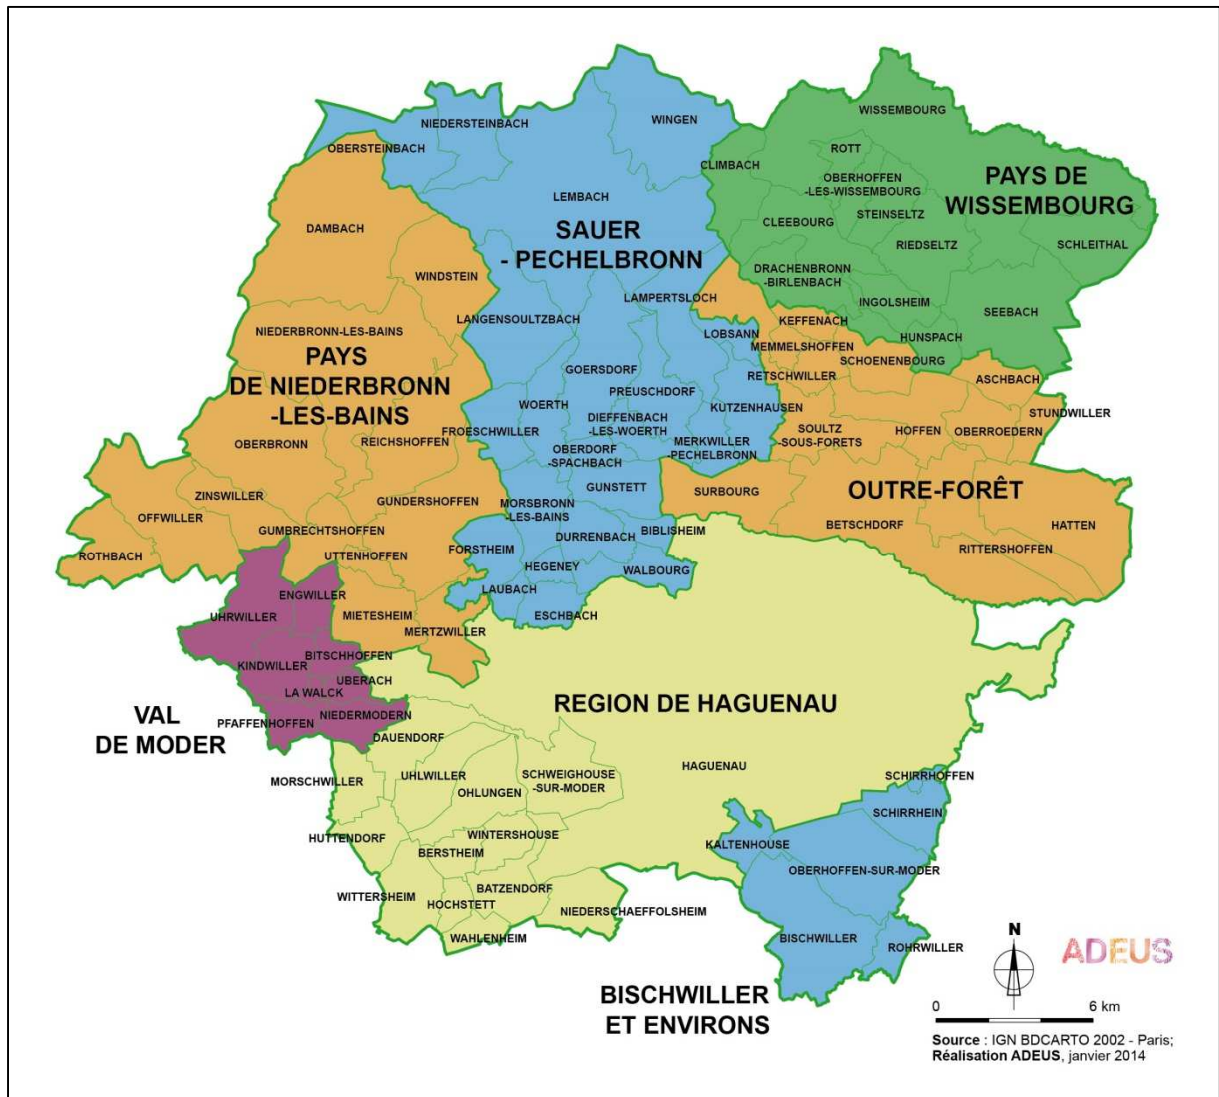 WISSEMBOURG
NIEDERSTEINBACH
WINGEN
OBERSTEINBACH
ROTT
CLIMBACH
OBERHOFFEN
-LES-WISSEMBOURG
PAYS DE
WISSEMBOURG
LEMBACH
CLEEBOURG
STEINSELTZ
DAMBACH
SAUER
- PECHELBRONN
RIEDSELTZ
SCHLEITHAL
WINDSTEIN
DRACHENBRONN
-BIRLENBACH
LAMPERTSLOCH
INGOLSHEIM
SEEBACH
LANGENSOULTZBACH
KEFFENACH
NIEDERBRONN-LES-BAINS
LOBSANN
HUNSPACH
MEMMELSHOFFEN
SCHOENENBOURG
PAYS
DE NIEDERBRONN
-LES-BAINS
GOERSDORF
RETSCHWILLER
ASCHBACH
PREUSCHDORF
WOERTH
KUTZENHAUSEN
STUNDWILLER
DIEFFENBACH
-LES-WOERTH
FROESCHWILLER
SOULTZ
-SOUS-FORETS
HOFFEN
OBERROEDERN
OBERBRONN
REICHSHOFFEN
MERKWILLER
-PECHELBRONN
OBERDORF
-SPACHBACH
GUNSTETT
SURBOURG
OUTRE-FORÊT
ZINSWILLER
GUNDERSHOFFEN
MORSBRONN
-LES-BAINS
OFFWILLER
BETSCHDORF
HATTEN
GUMBRECHTSHOFFEN
BIBLISHEIM
DURRENBACH
RITTERSHOFFEN
ROTHBACH
UTTENHOFFEN
FORSTHEIM
HEGENEY
WALBOURG
LAUBACH
ENGWILLER
UHRWILLER
MIETESHEIM
ESCHBACH
MERTZWILLER
BITSCHHOFFEN
KINDWILLER
UBERACH
LA WALCK
REGION DE HAGUENAU
VAL
DE MODER
PFAFFENHOFFEN
NIEDERMODERN
DAUENDORF
HAGUENAU
MORSCHWILLER
UHLWILLER
SCHWEIGHOUSE
-SUR-MODER
SCHIRRHOFFEN
OHLUNGEN
SCHIRRHEIN
HUTTENDORF
WINTERSHOUSE
KALTENHOUSE
BERSTHEIM
OBERHOFFEN-SUR-MODER
WITTERSHEIM
BATZENDORF
HOCHSTETT
NIEDERSCHAEFFOLSHEIM
WAHLENHEIM
BISCHWILLER
ROHRWILLER
BISCHWILLER
ET ENVIRONS
N
ADEUS
0 6 km
Source : IGN BDCARTO 2002 - Paris;
Réalisation ADEUS, janvier 2014